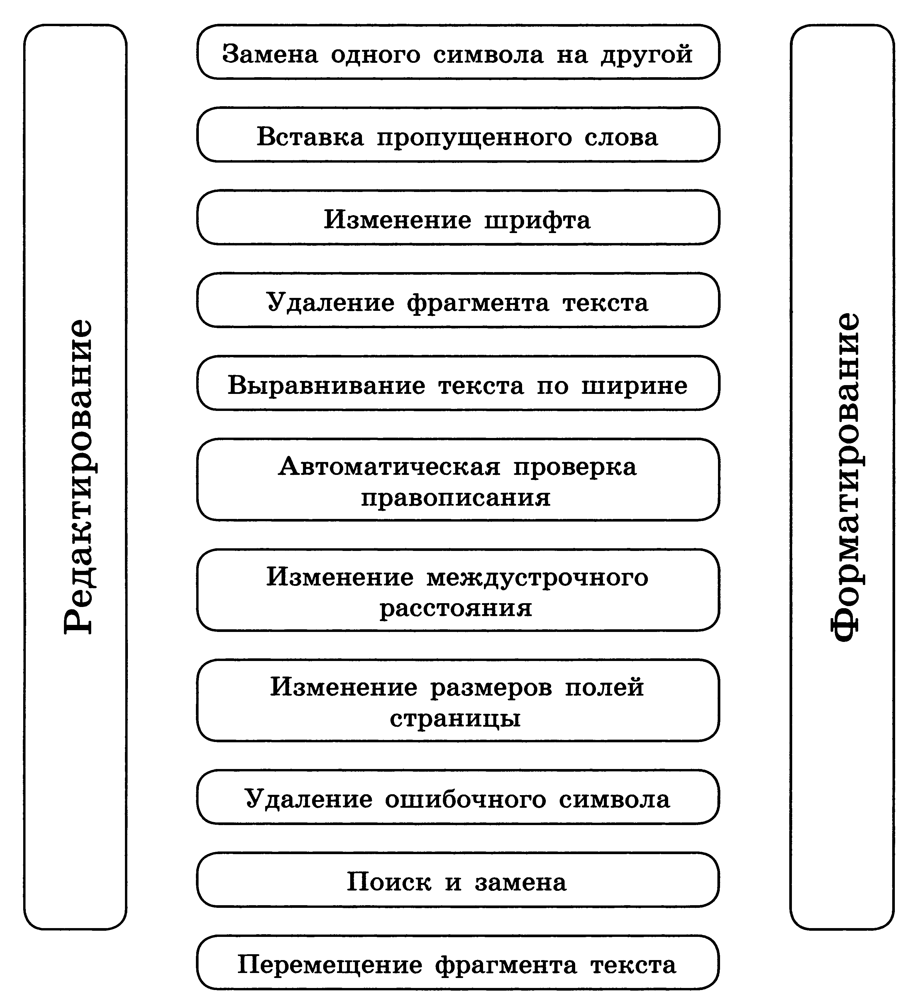 Редактирование
Замена одного символа на другой
Вставка пропущенного слова
Изменение шрифта
Удаление фрагмента текста
Выравнивание текста по ширине
Автоматическая проверка
правописания
Изменение междустрочного
расстояния
Изменение размеров полей
страницы
Удаление ошибочного символа
Поиск и замена
Перемещение фрагмента текста
Форматирование